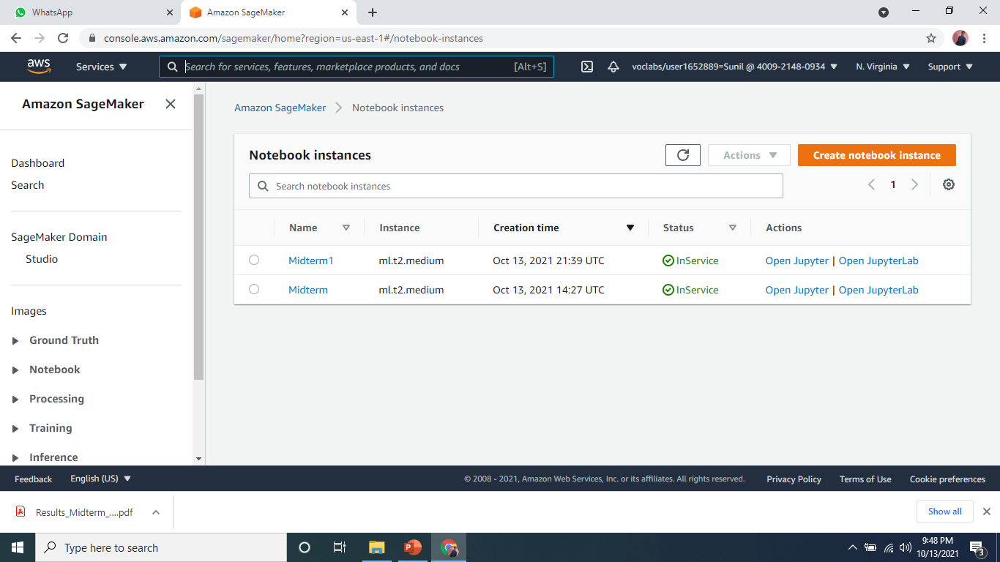 WhatsApp
Amazon SageMaker
console.aws.amazon.com/sagemaker/home?region=us-east-1#/notebook-instances
aws Services Search for services, features, marketplace products, and docs [Alt+S] voclabs/user1652889=Sunil @ 4009-2148-0934 N. Virginia Support
Amazon SageMaker
Dashboard
Search
SageMaker Domain
Studio
Images
Ground Truth
Notebook
Processing
Training
Inference
Amazon SageMaker Notebook instances
Notebook instances Actions Create notebook instance
Search notebook instances 1
Name Instance Creation time Status Actions
Midterm1 ml.t2.medium Oct 13, 2021 21:39 UTC InService Open Jupyter | Open JupyterLab
Midterm ml.t2.medium Oct 13, 2021 14:27 UTC InService Open Jupyter | Open JupyterLab
Feedback English (US) © 2008 - 2021, Amazon Web Services, Inc. or its affiliates. All rights reserved. Privacy Policy Terms of Use Cookie preferences
Results_Midterm_....pdf Show all
Type here to search
9:48 PM
10/13/2021
3